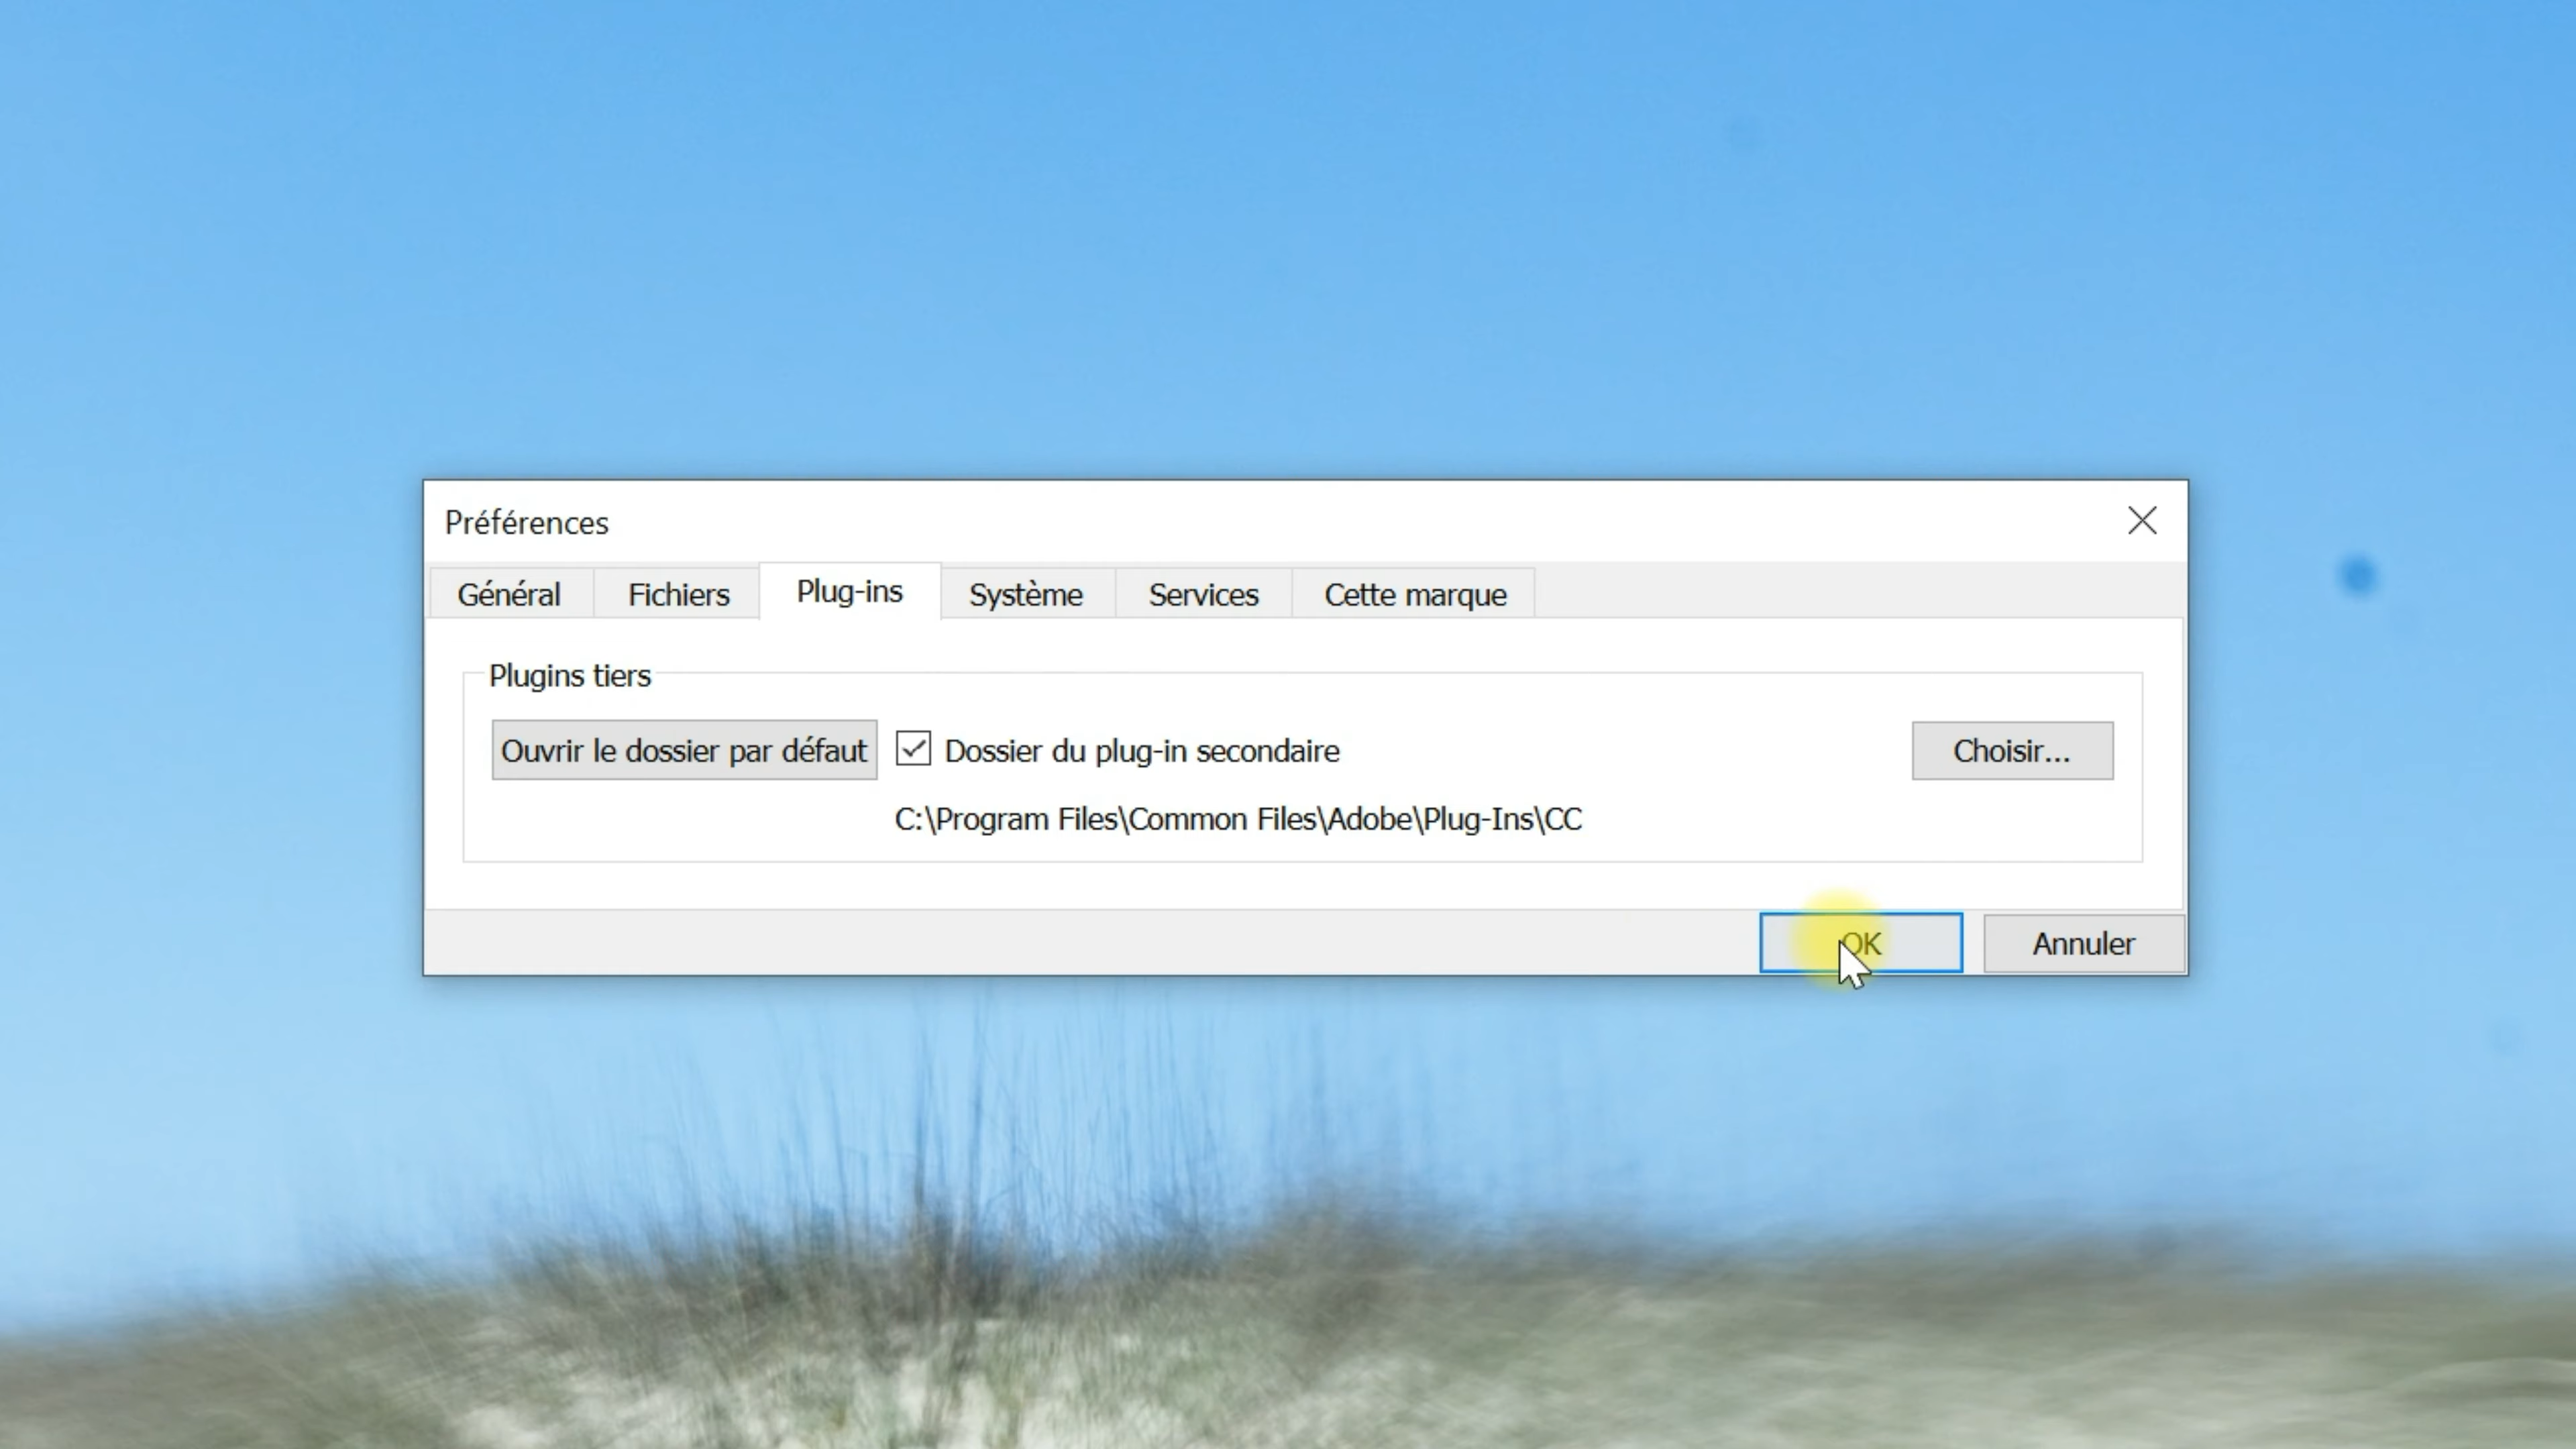 Préférences
Général Fichiers Plug-ins Système Services Cette marque
Plugins tiers
Ouvrir le dossier par défaut Dossier du plug-in secondaire Choisir...
C:\Program Files\Common Files\Adobe\Plug-Ins\CC
OK Annuler